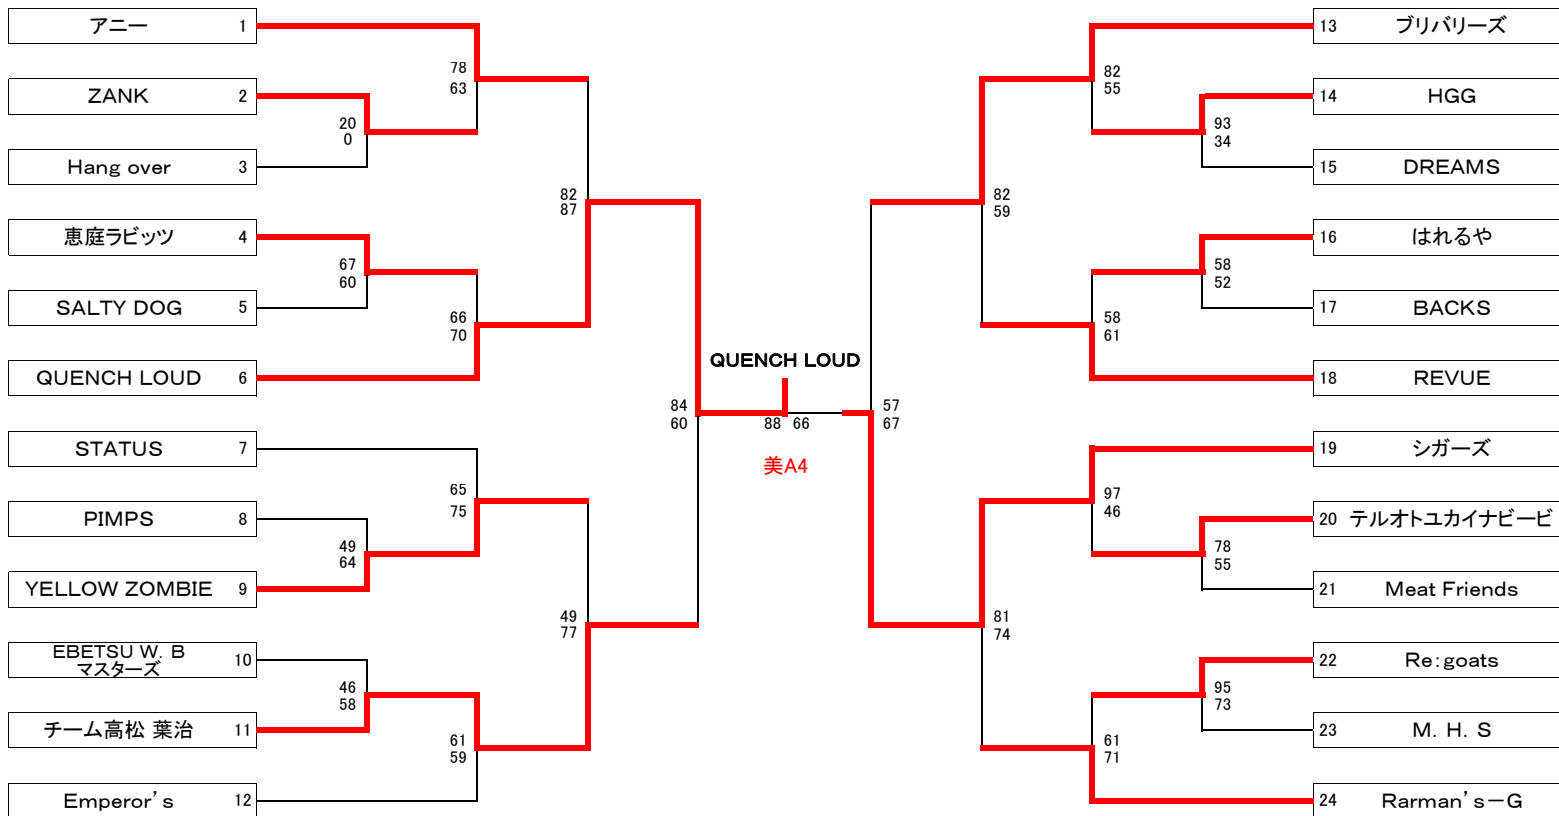 アニー 1
ZANK 2
Hang over 3
恵庭ラビッツ 4
SALTY DOG 5
QUENCH LOUD 6
STATUS 7
PIMPS 8
YELLOW ZOMBIE 9
EBETSU W. B
マスターズ 10
チーム高松 葉治 11
Emperor's 12
20
0
67
60
49
64
46
58
78
63
66
70
65
75
61
59
82
87
49
77
84
60
QUENCH LOUD
88 66
美A4
57
67
82
59
81
74
82
55
58
61
97
46
61
71
93
34
58
52
78
55
95
73
13 ブリバリーズ
14 HGG
15 DREAMS
16 はれるや
17 BACKS
18 REVUE
19 シガーズ
20 テルオトユカイナビービ
21 Meat Friends
22 Re:goats
23 M. H. S
24 Rarman's－G